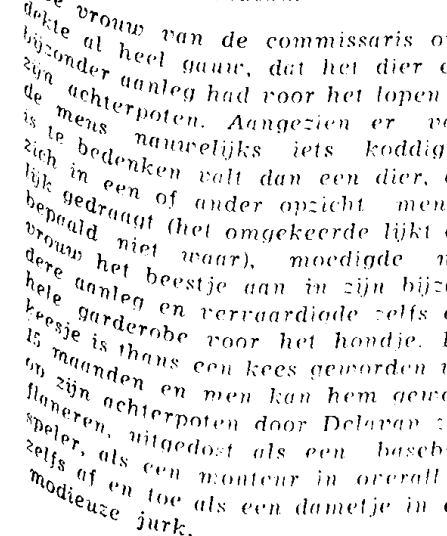 vrouw van de commissaris
dekte al heel gauw, dat het dier
bijzonder aanleg had voor het lopen
zijn achterpoten. Aangezien er
de mens nauwelijks iets koddig
is te bedenken valt dan een dier,
zich in een of ander opzicht men
lijk gedraagt (het omgekeerde lijkt
bepaald niet waar), moedigde
vrouw het beestje aan in zijn bijz
dere aanleg en vervaardigde zelfs
hele garderobe voor het hondje.
keesje is thans een kees geworden
15 maanden en men kan hem gew
op zijn achterpoten door Delavan
flaneren, uitgedost als een baseb
speler, als een monteur in overall
zelfs af en toe als een dametje in
modieuze jurk.